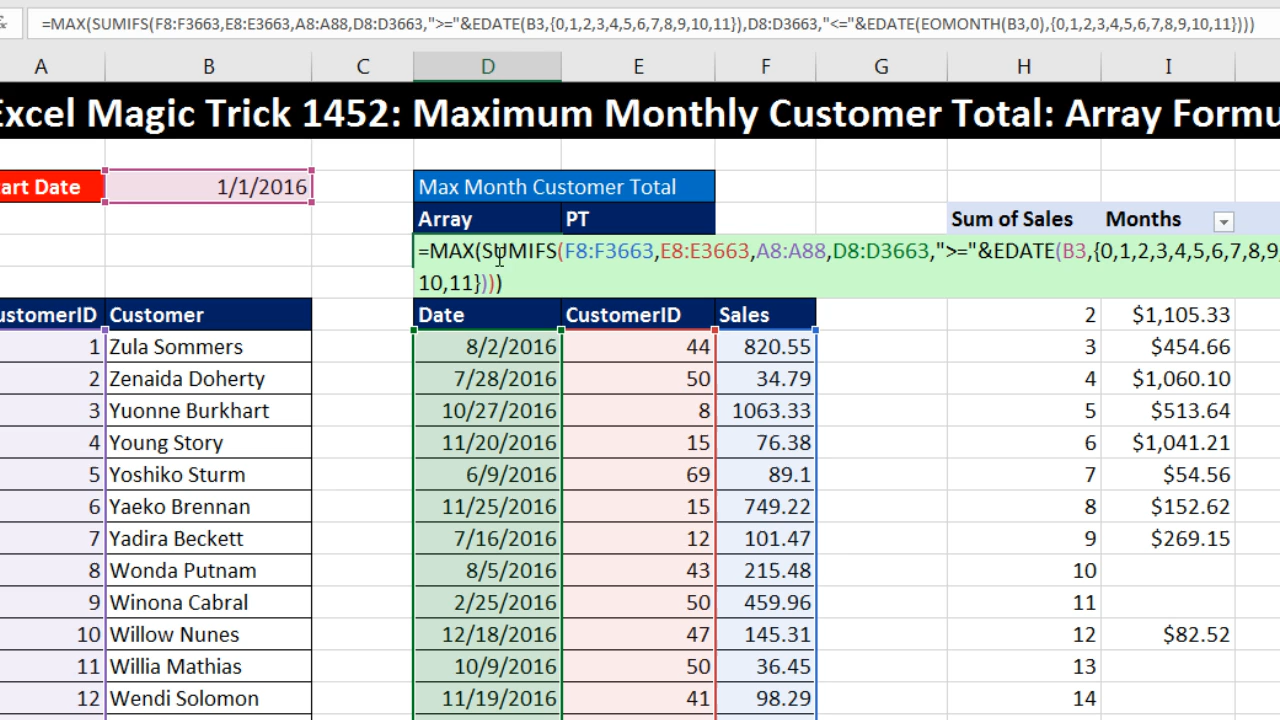 =MAX(SUMIFS(F8:F3663,E8:E3663,A8:A88,D8:D3663,">="&EDATE(B3,{0,1,2,3,4,5,6,7,8,9,10,11}),D8:D3663,"<="&EDATE(EOMONTH(B3,0),{0,1,2,3,4,5,6,7,8,9,10,11})))
A B C D E F G H I
Excel Magic Trick 1452: Maximum Monthly Customer Total: Array Formu
art Date 1/1/2016 Max Month Customer Total
Array PT Sum of Sales Months
=MAX(SUMIFS(F8:F3663,E8:E3663,A8:A88,D8:D3663,">="&EDATE(B3,{0,1,2,3,4,5,6,7,8,9,
10,11})))
ustomerID Customer Date CustomerID Sales 2 $1,105.33
1 Zula Sommers 8/2/2016 44 820.55 3 $454.66
2 Zenaida Doherty 7/28/2016 50 34.79 4 $1,060.10
3 Yuonne Burkhart 10/27/2016 8 1063.33 5 $513.64
4 Young Story 11/20/2016 15 76.38 6 $1,041.21
5 Yoshiko Sturm 6/9/2016 69 89.1 7 $54.56
6 Yaeko Brennan 11/25/2016 15 749.22 8 $152.62
7 Yadira Beckett 7/16/2016 12 101.47 9 $269.15
8 Wonda Putnam 8/5/2016 43 215.48 10
9 Winona Cabral 2/25/2016 50 459.96 11
10 Willow Nunes 12/18/2016 47 145.31 12 $82.52
11 Willia Mathias 10/9/2016 50 36.45 13
12 Wendi Solomon 11/19/2016 41 98.29 14